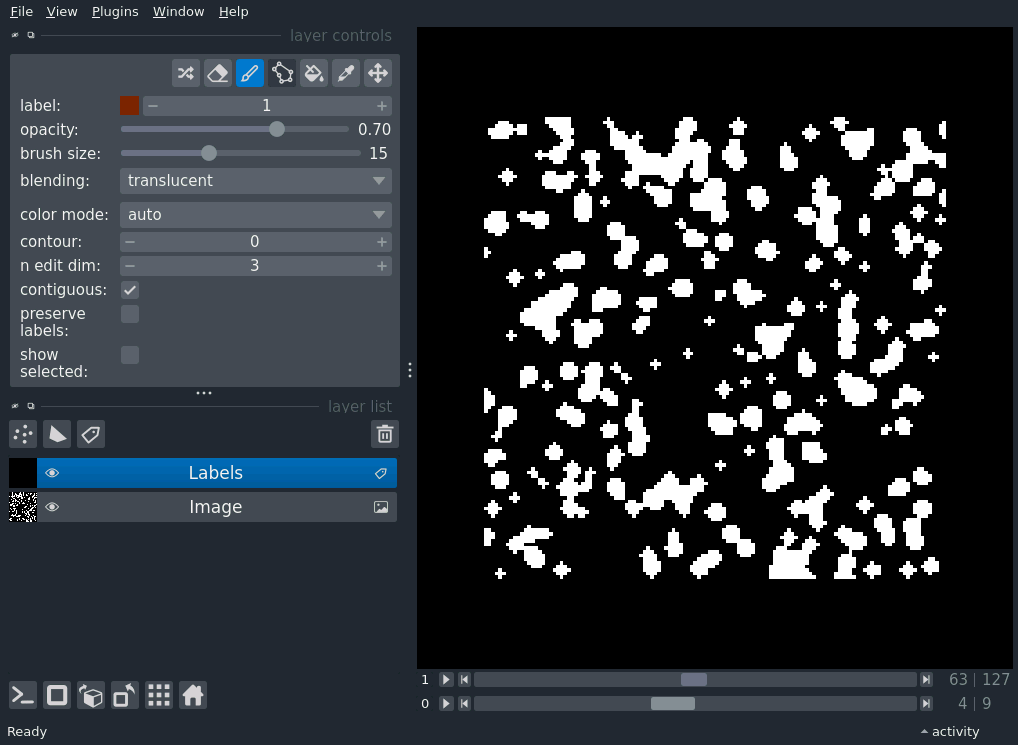 File View Plugins Window Help
layer controls
label: 1
opacity: 0.70
brush size: 15
blending: translucent
color mode: auto
contour: 0
n edit dim: 3
contiguous:
preserve
labels:
show
selected:
layer list
Labels
Image
1 63 | 127
0 4 | 9
Ready
activity